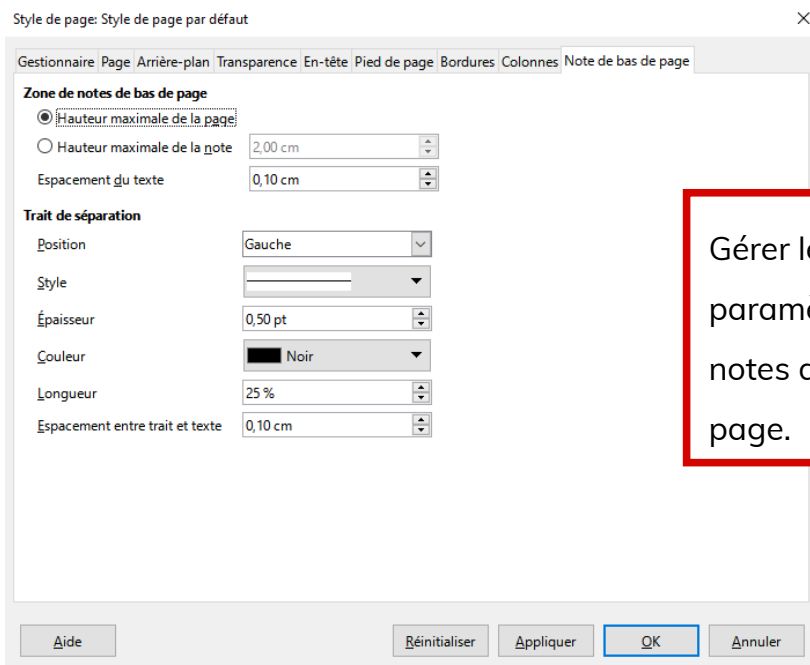 Style de page: Style de page par défaut
Gestionnaire Page Arrière-plan Transparence En-tête Pied de page Bordures Colonnes Note de bas de page
Zone de notes de bas de page
Hauteur maximale de la page
Hauteur maximale de la note 2,00 cm
Espacement du texte 0,10 cm
Trait de séparation
Position Gauche
Style
Épaisseur 0,50 pt
Couleur Noir
Longueur 25 %
Espacement entre trait et texte 0,10 cm
Gérer
notes
page.
Aide Réinitialiser Appliquer OK Annuler